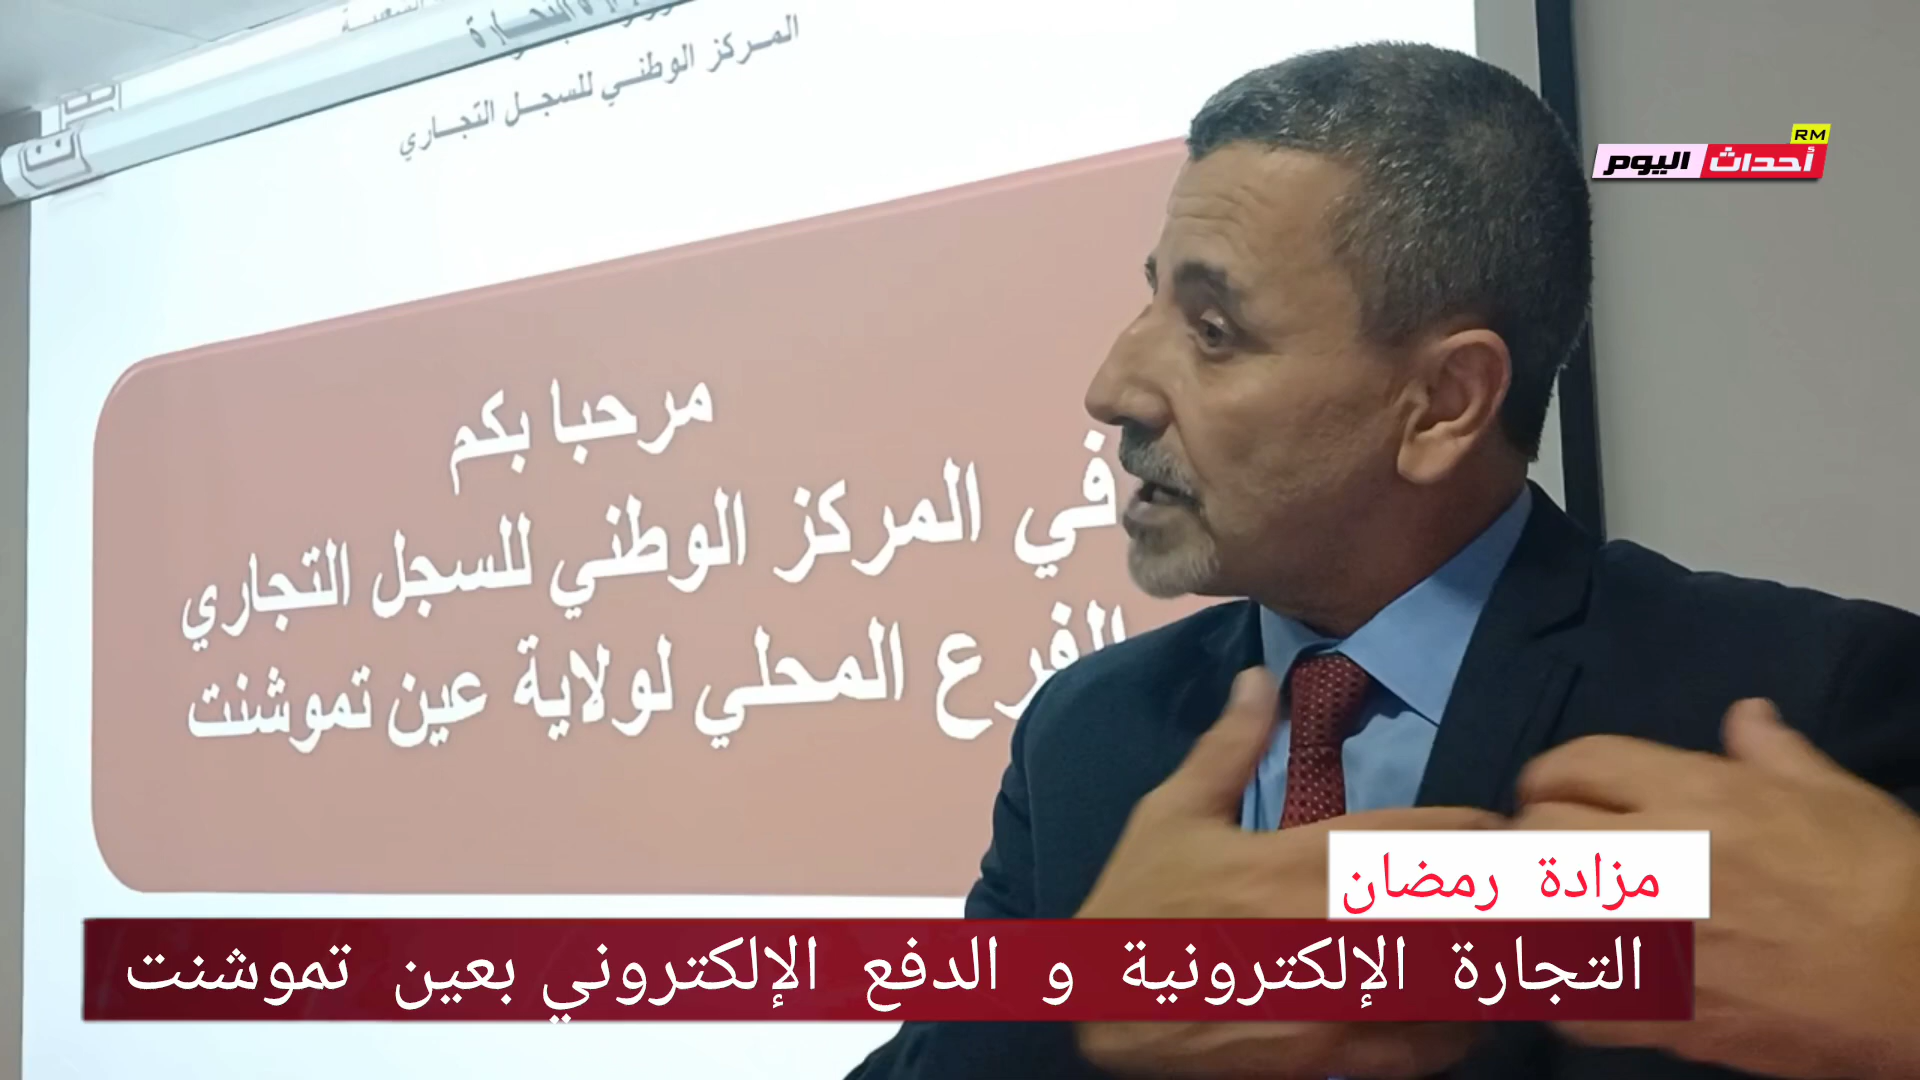 المركز الوطني للسجل التجاري
RM
أحداث اليوم
مرحبا بكم
في المركز الوطني للسجل التجاري
الفرع المحلي لولاية عين تموشنت
مزادة رمضان
التجارة الإلكترونية و الدفع الإلكتروني بعين تموشنت